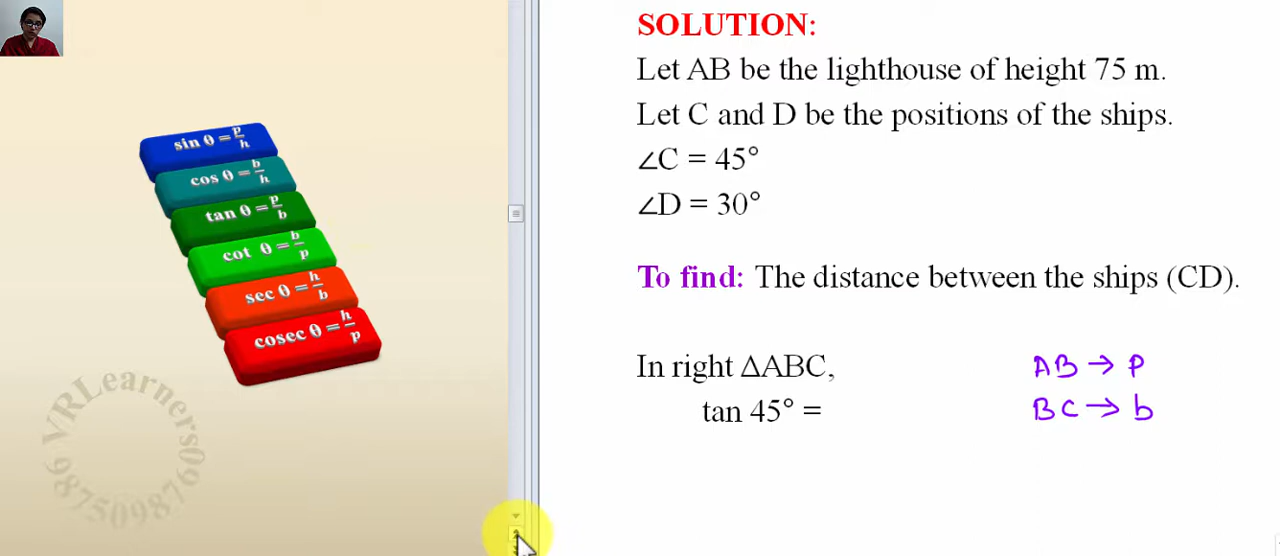 sin θ = p/h
cos θ = b/h
tan θ = p/b
cot θ = b/p
sec θ = h/b
cosec θ = h/p
VRLearners
9875098760
SOLUTION:
Let AB be the lighthouse of height 75 m.
Let C and D be the positions of the ships.
∠C = 45°
∠D = 30°
To find: The distance between the ships (CD).
In right ΔABC,
AB → p
tan 45° =
BC → b